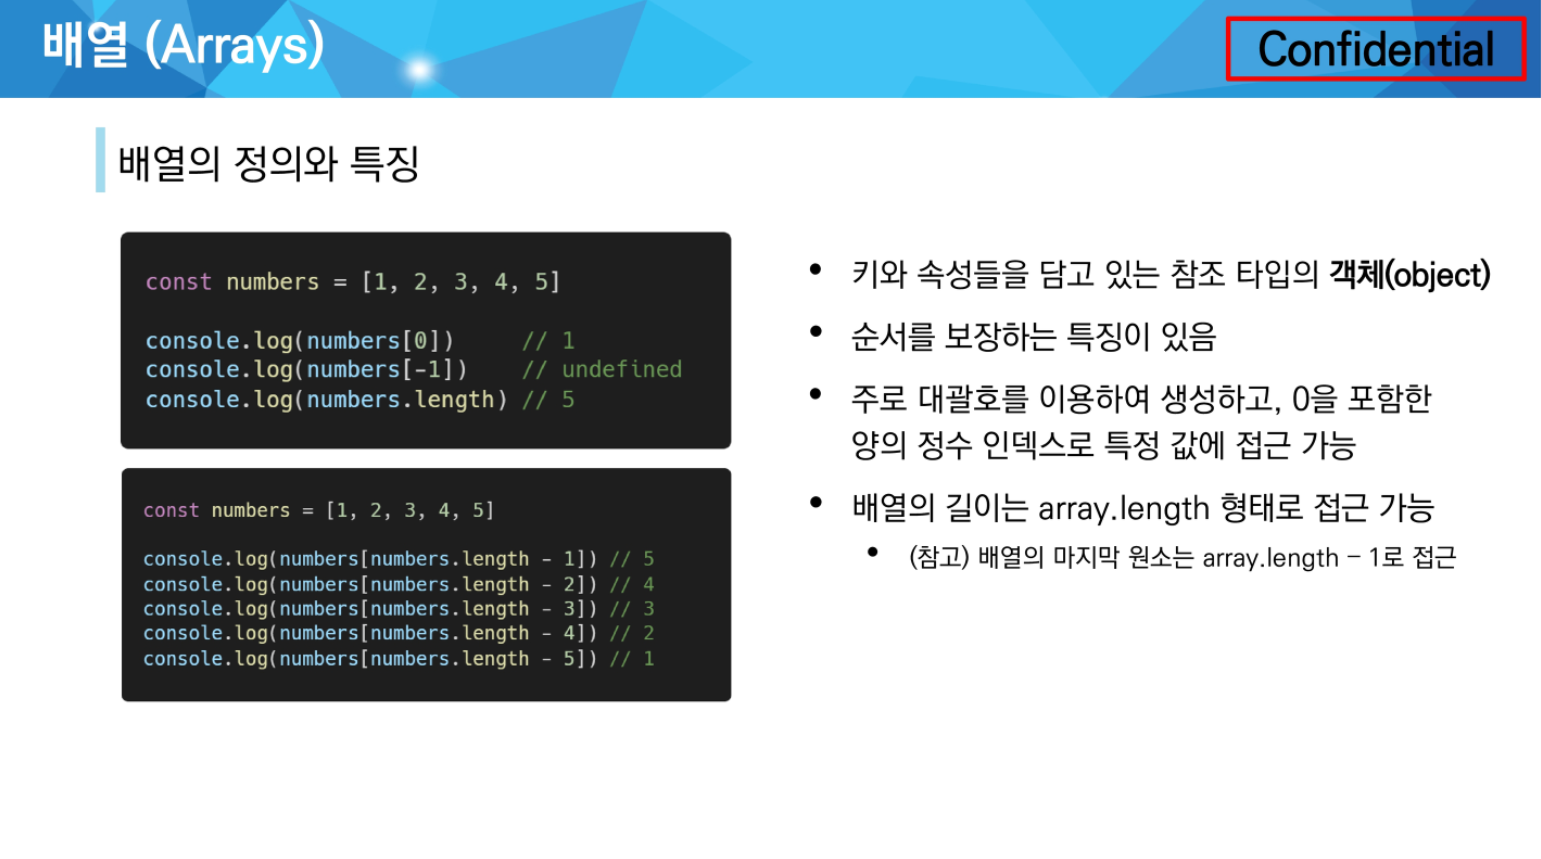 배열 (Arrays)
Confidential
배열의 정의와 특징
const numbers = [1, 2, 3, 4, 5]
console.log(numbers[0])     // 1
console.log(numbers[-1])    // undefined
console.log(numbers.length) // 5
const numbers = [1, 2, 3, 4, 5]
console.log(numbers[numbers.length - 1]) // 5
console.log(numbers[numbers.length - 2]) // 4
console.log(numbers[numbers.length - 3]) // 3
console.log(numbers[numbers.length - 4]) // 2
console.log(numbers[numbers.length - 5]) // 1
• 키와 속성들을 담고 있는 참조 타입의 객체(object)
• 순서를 보장하는 특징이 있음
• 주로 대괄호를 이용하여 생성하고, 0을 포함한
양의 정수 인덱스로 특정 값에 접근 가능
• 배열의 길이는 array.length 형태로 접근 가능
• (참고) 배열의 마지막 원소는 array.length – 1로 접근